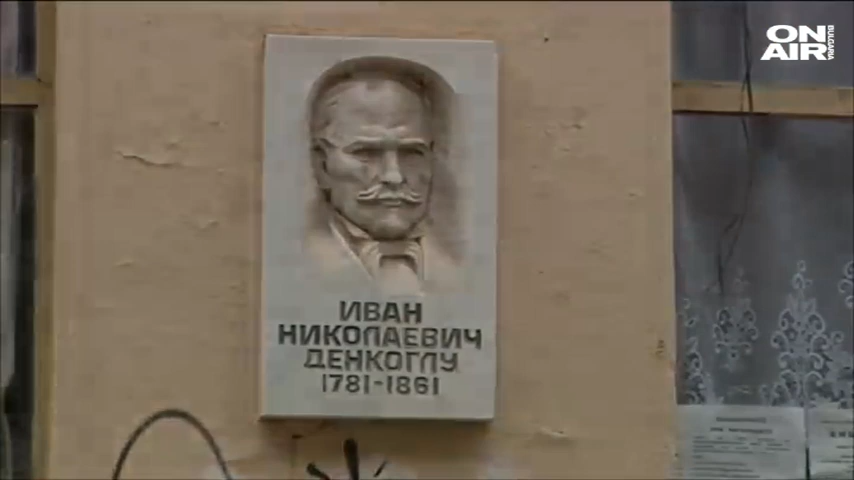 ИВАН
НИКОЛАЕВИЧ
ДЕНКОГЛУ
1781-1861
ON
AIR
BULGARIA